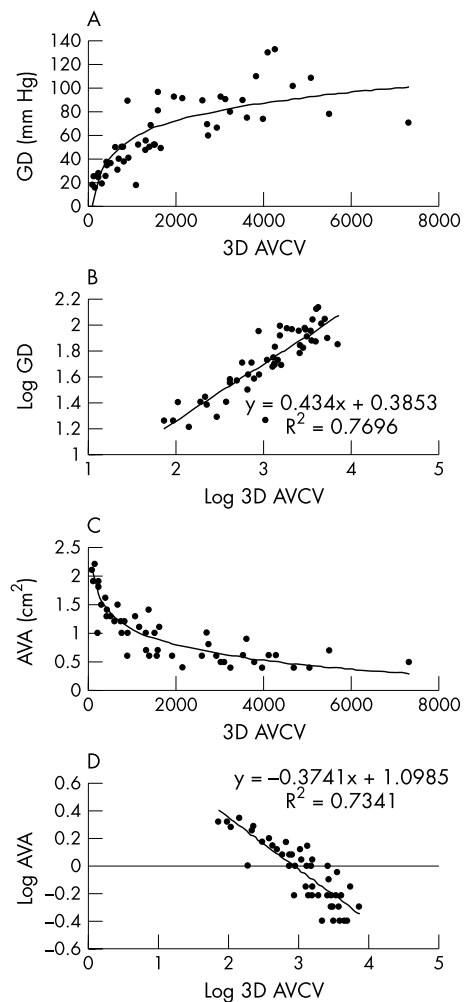 A
GD (mm Hg)
140
120
100
80
60
40
20
0
0 2000 4000 6000 8000
3D AVCV
B
Log GD
2.2
2
1.8
1.6
1.4
1.2
1
y = 0.434x + 0.3853
R² = 0.7696
1 2 3 4 5
Log 3D AVCV
C
AVA (cm²)
2.5
2
1.5
1
0.5
0
0 2000 4000 6000 8000
3D AVCV
D
Log AVA
0.6
0.4
0.2
0
−0.2
−0.4
−0.6
y = −0.3741x + 1.0985
R² = 0.7341
0 1 2 3 4 5
Log 3D AVCV